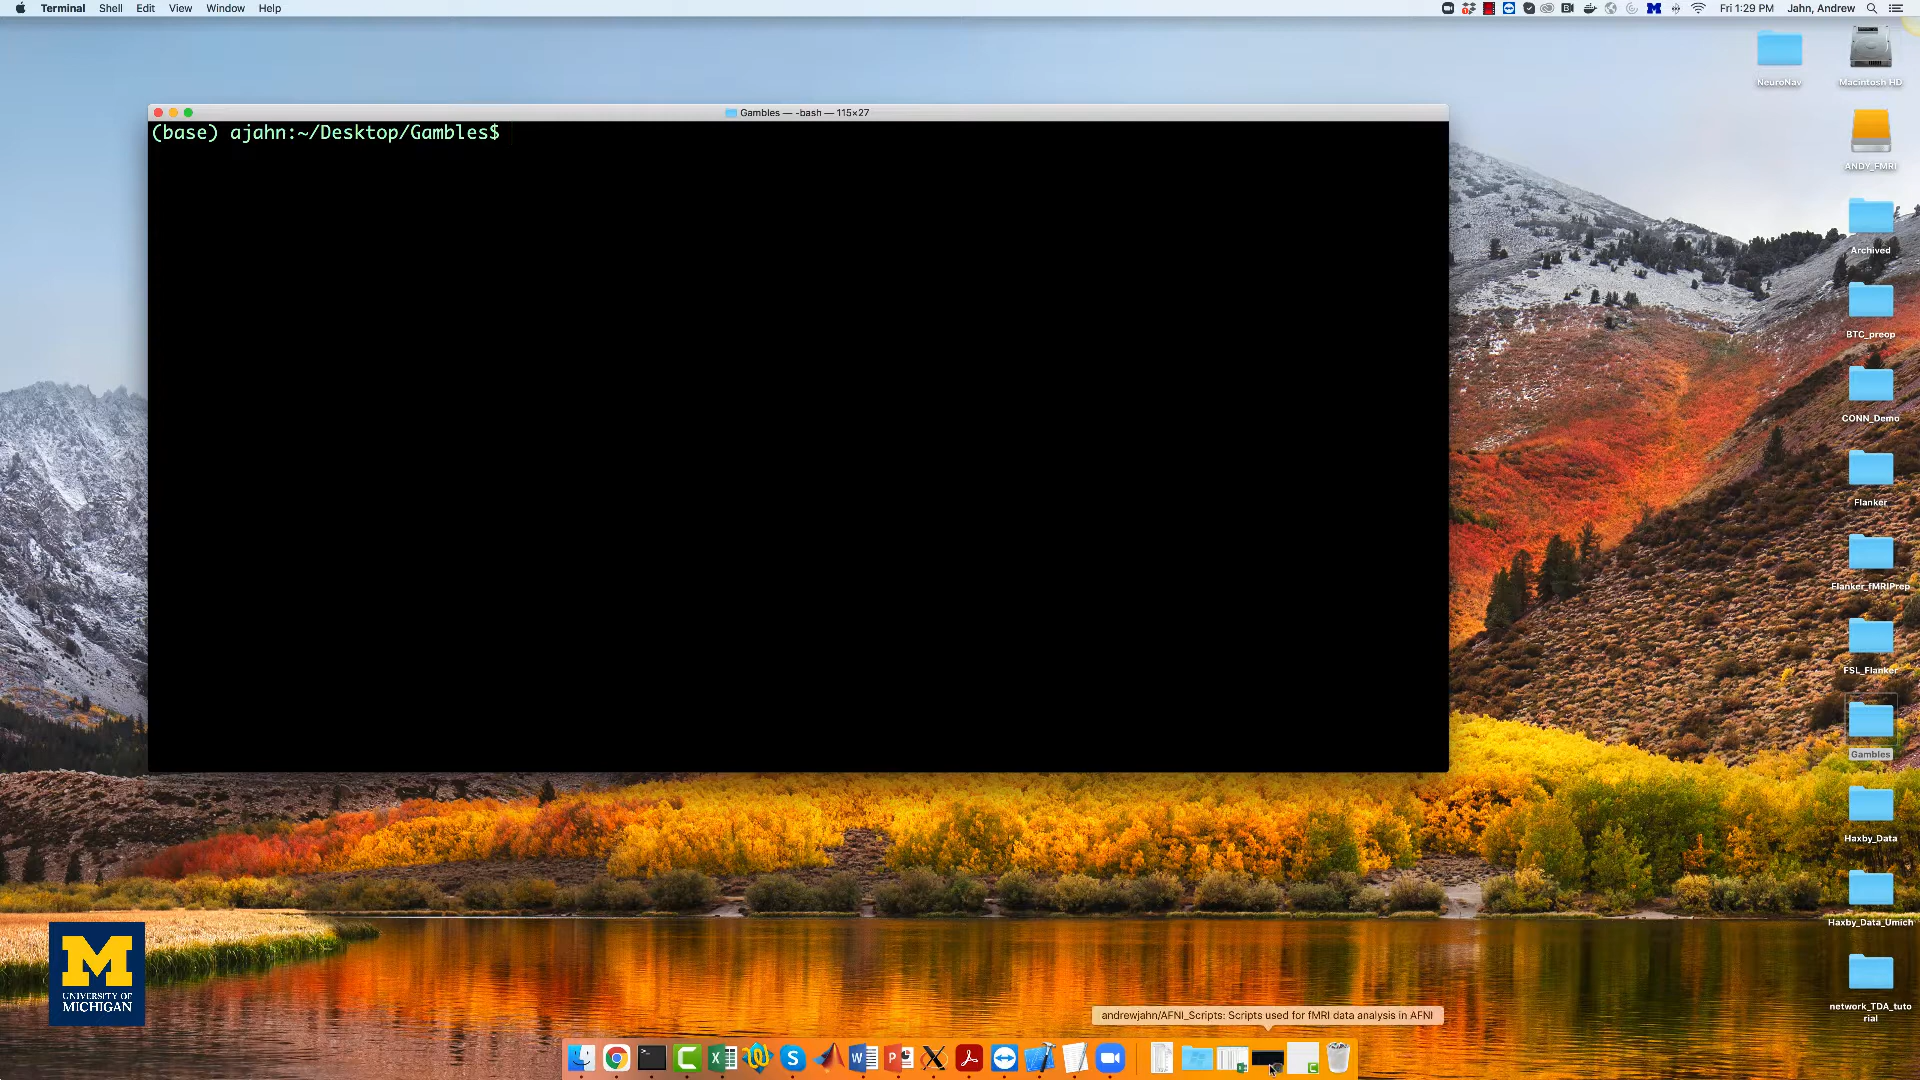 Terminal Shell Edit View Window Help
Fri 1:29 PM Jahn, Andrew
NeuroNav
Macintosh HD
Gambles — -bash — 115×27
(base) ajahn:~/Desktop/Gambles$
ANDY_FMRI
Archived
BTC_preop
CONN_Demo
Flanker
Flanker_fMRIPrep
FSL_Flanker
Gambles
Haxby_Data
Haxby_Data_Umich
network_TDA_tuto
rial
M
UNIVERSITY OF
MICHIGAN
andrewjahn/AFNI_Scripts: Scripts used for fMRI data analysis in AFNI